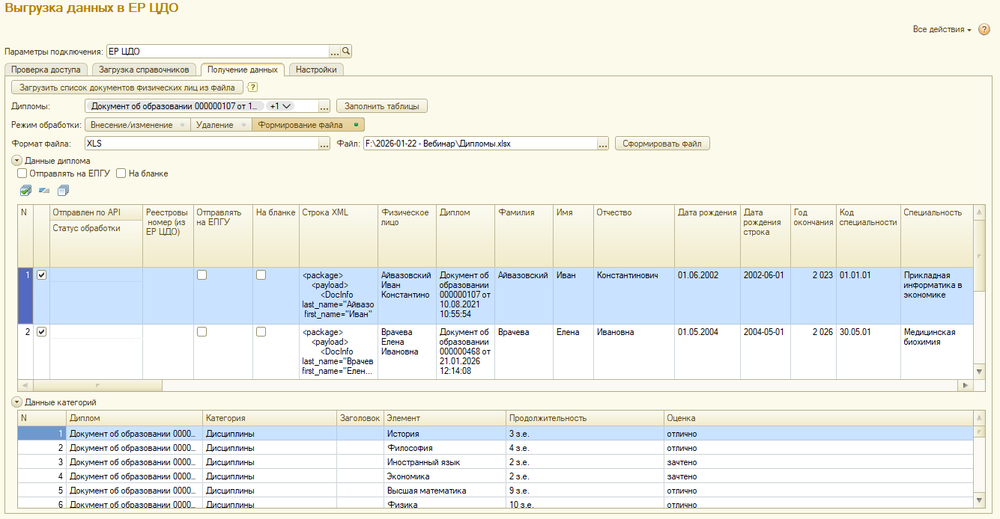 Выгрузка данных в ЕР ЦДО
Все действия ?
Параметры подключения: ЕР ЦДО ...
Проверка доступа Загрузка справочников Получение данных Настройки
Загрузить список документов физических лиц из файла ?
Дипломы: Документ об образовании 000000107 от 1... +1 ... Заполнить таблицы
Режим обработки: Внесение/изменение Удаление Формирование файла
Формат файла: XLS ... Файл: F:\2026-01-22 - Вебинар\Дипломы.xlsx ... Сформировать файл
Данные диплома
Отправлять на ЕПГУ На бланке
N Отправлен по API Статус обработки Реестровы номер (из ЕР ЦДО) Отправлять на ЕПГУ На бланке Строка XML Физическое лицо Диплом Фамилия Имя Отчество Дата рождения Дата рождения строка Год окончания Код специальности Специальность
1 <package> <payload> <DocInfo last_name="Айвазо first_name="Иван" Айвазовский Иван Константино Документ об образовании 000000107 от 10.08.2021 10:55:54 Айвазовский Иван Константинович 01.06.2002 2002-06-01 2 023 01.01.01 Прикладная информатика в экономике
2 <package> <payload> <DocInfo last_name="Врачев first_name="Елен... Врачева Елена Ивановна Документ об образовании 000000468 от 21.01.2026 12:14:08 Врачева Елена Ивановна 01.05.2004 2004-05-01 2 026 30.05.01 Медицинская биохимия
Данные категорий
N Диплом Категория Заголовок Элемент Продолжительность Оценка
1 Документ об образовании 0000... Дисциплины История 3 з.е. отлично
2 Документ об образовании 0000... Дисциплины Философия 4 з.е. отлично
3 Документ об образовании 0000... Дисциплины Иностранный язык 2 з.е. зачтено
4 Документ об образовании 0000... Дисциплины Экономика 2 з.е. зачтено
5 Документ об образовании 0000... Дисциплины Высшая математика 9 з.е. отлично
6 Документ об образовании 0000... Дисциплины Физика 10 з.е. отлично